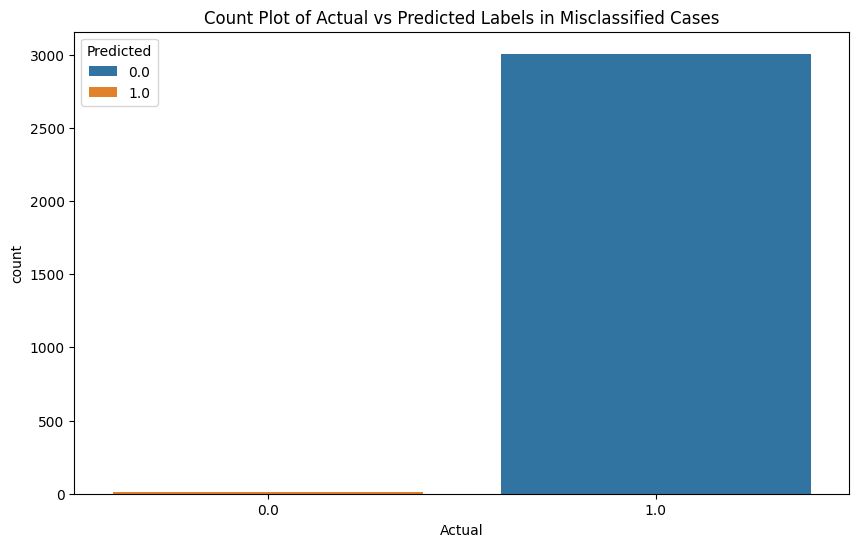 Count Plot of Actual vs Predicted Labels in Misclassified Cases
Predicted
0.0
1.0
3000
2500
2000
1500
1000
500
0
count
0.0
1.0
Actual